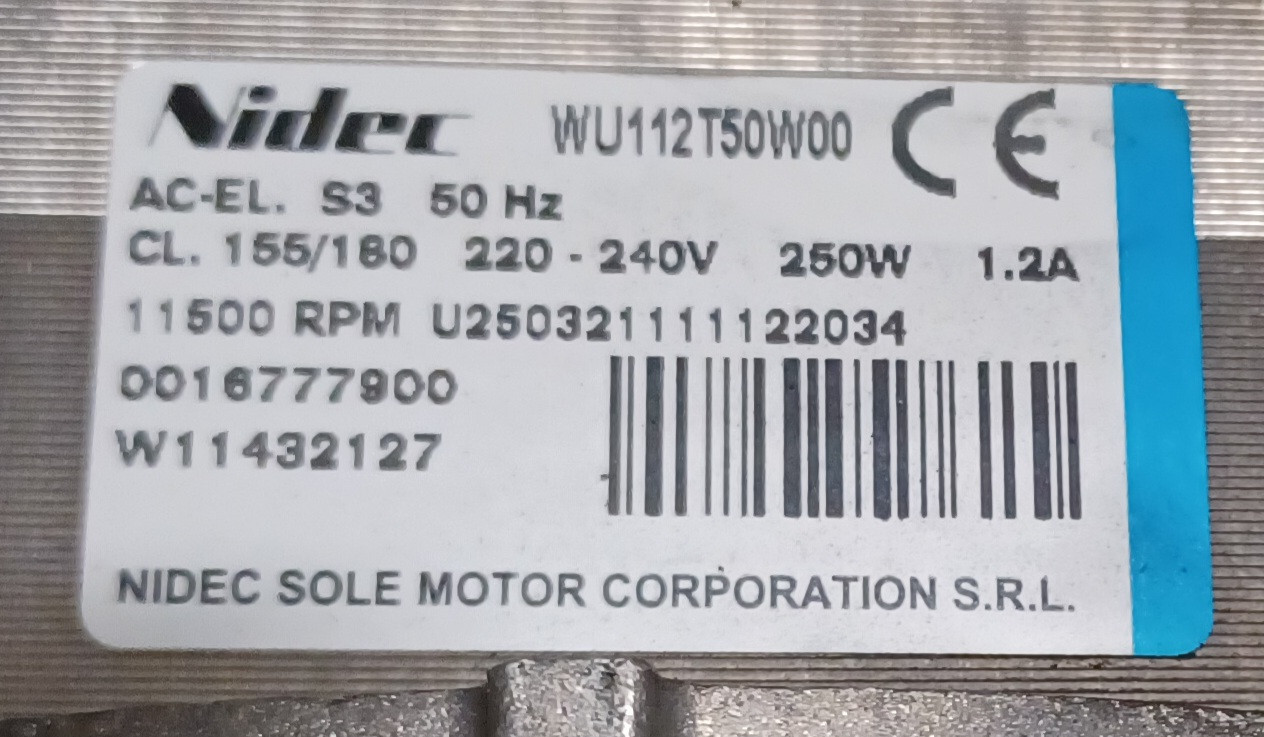 Nidec WU112T50W00 CE
AC-EL. S3 50 Hz
CL. 155/180 220 - 240V 250W 1.2A
11500 RPM U250321111122034
0016777900
W11432127
NIDEC SOLE MOTOR CORPORATION S.R.L.